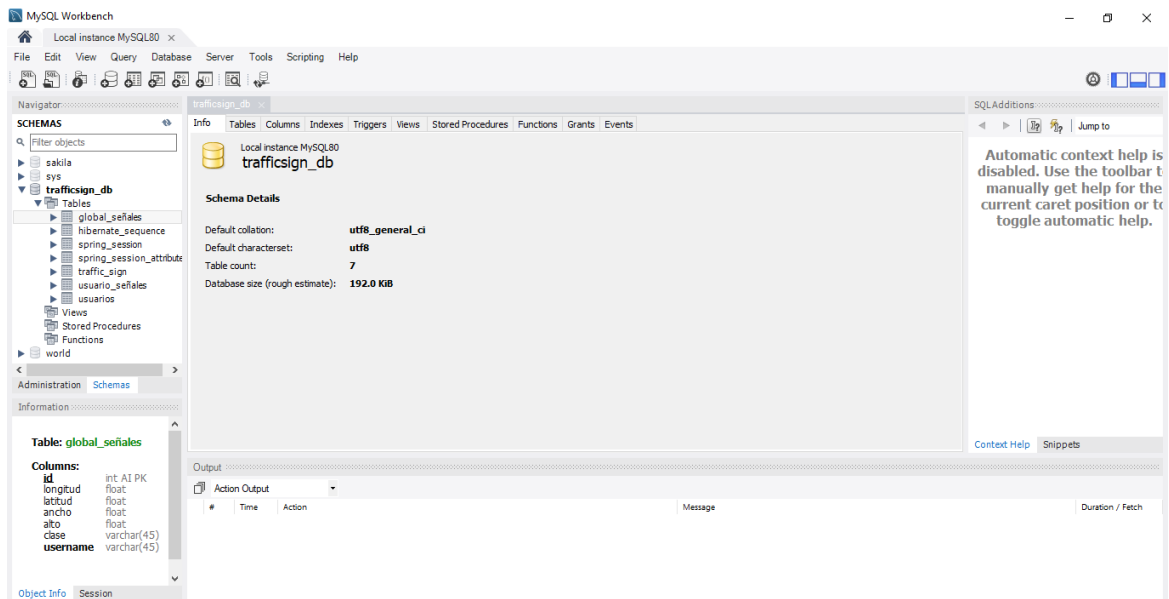 MySQL Workbench
Local instance MySQL80
File Edit View Query Database Server Tools Scripting Help
Navigator
SCHEMAS
Filter objects
sakila
sys
trafficsign_db
Tables
global_señales
hibernate_sequence
spring_session
spring_session_attribute
traffic_sign
usuario_señales
usuarios
Views
Stored Procedures
Functions
world
Administration Schemas
Information
Table: global_señales
Columns:
id int AI PK
longitud float
latitud float
ancho float
alto float
clase varchar(45)
username varchar(45)
Object Info Session
trafficsign_db
Info Tables Columns Indexes Triggers Views Stored Procedures Functions Grants Events
Local instance MySQL80
trafficsign_db
Schema Details
Default collation: utf8_general_ci
Default characterset: utf8
Table count: 7
Database size (rough estimate): 192.0 KiB
Output
Action Output
# Time Action Message Duration / Fetch
SQLAdditions
Jump to
Automatic context help is
disabled. Use the toolbar t
manually get help for the
current caret position or to
toggle automatic help.
Context Help Snippets